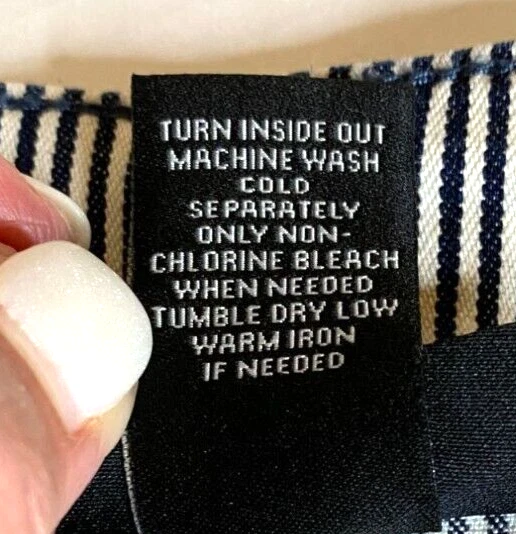 TURN INSIDE OUT
MACHINE WASH
COLD
SEPARATELY
ONLY NON-
CHLORINE BLEACH
WHEN NEEDED
TUMBLE DRY LOW
WARM IRON
IF NEEDED